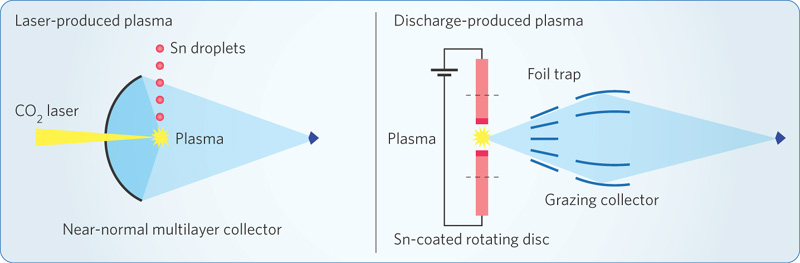 Laser-produced plasma
Sn droplets
CO2 laser
Plasma
Near-normal multilayer collector
Discharge-produced plasma
Foil trap
Plasma
Grazing collector
Sn-coated rotating disc